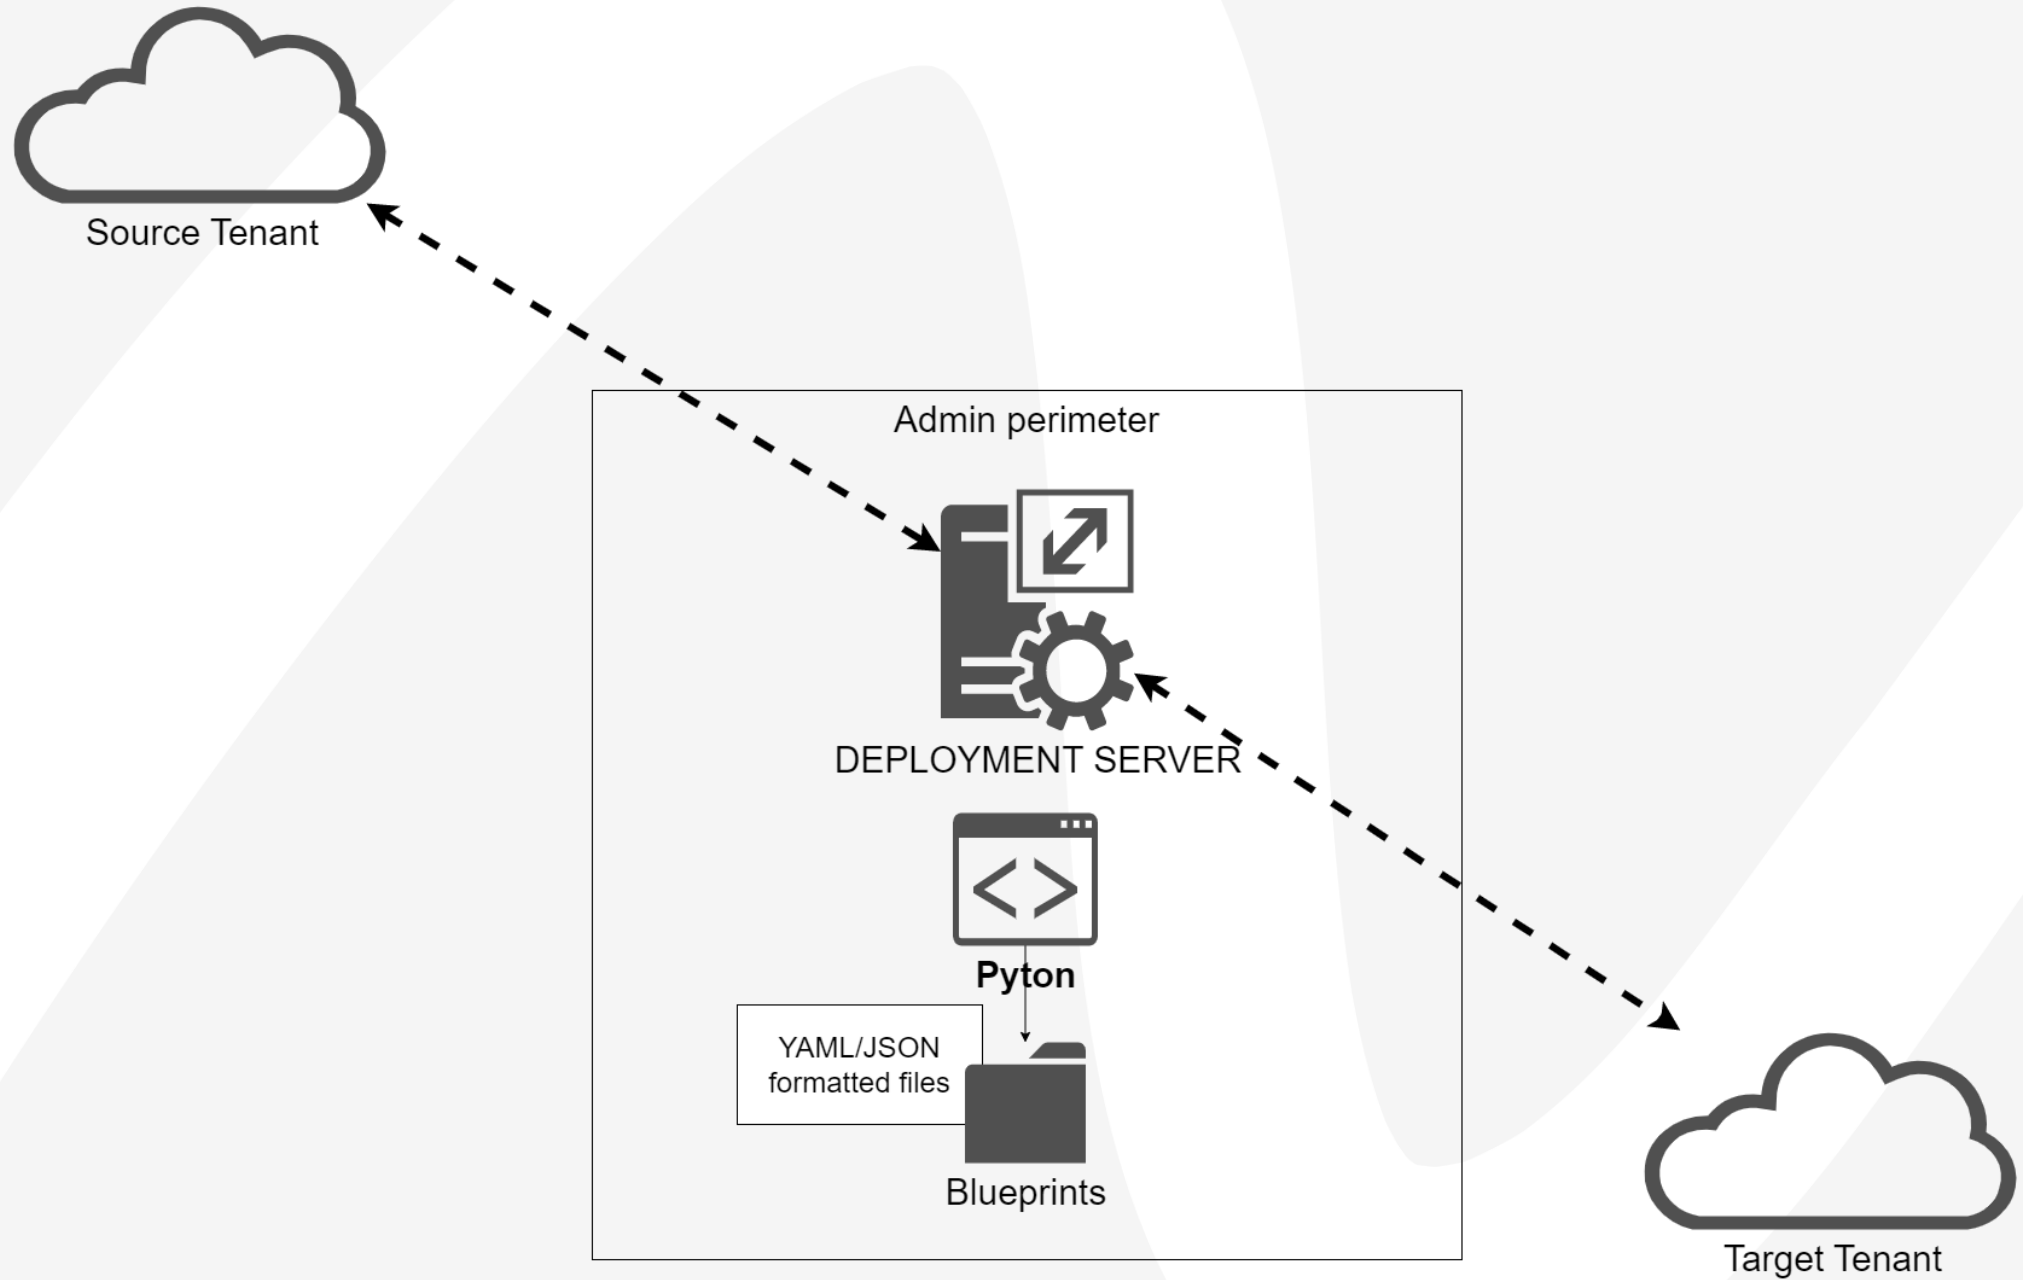 Source Tenant
Admin perimeter
DEPLOYMENT SERVER
Pyton
YAML/JSON
formatted files
Blueprints
Target Tenant